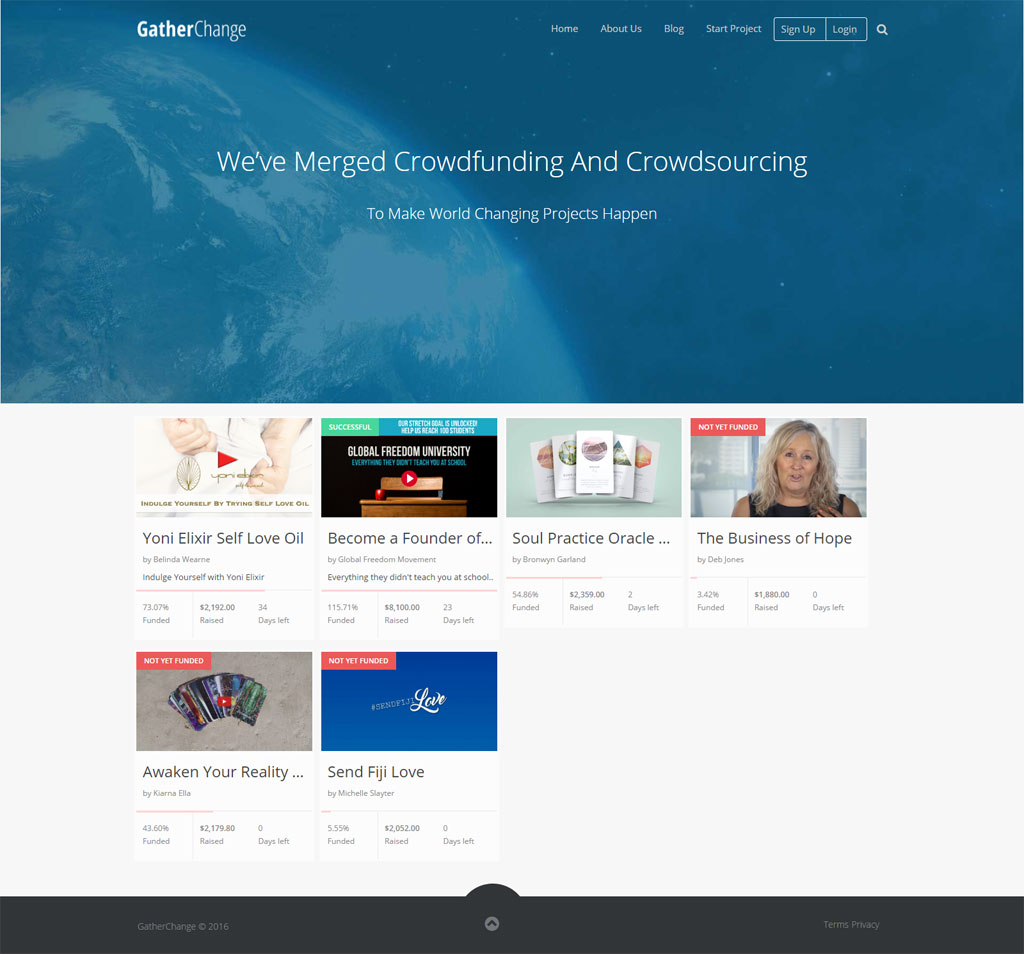 GatherChange
Home About Us Blog Start Project Sign Up Login
We've Merged Crowdfunding And Crowdsourcing
To Make World Changing Projects Happen
yoni elixir
INDULGE YOURSELF BY TRYING SELF LOVE OIL
Yoni Elixir Self Love Oil
by Belinda Wearne
Indulge Yourself with Yoni Elixir
73.07% $2,192.00 34
Funded Raised Days left
SUCCESSFUL
OUR STRETCH GOAL IS UNLOCKED!
HELP US REACH 100 STUDENTS
GLOBAL FREEDOM UNIVERSITY
EVERYTHING THEY DIDN'T TEACH YOU AT SCHOOL
Become a Founder of...
by Global Freedom Movement
Everything they didn't teach you at school..
115.71% $8,100.00 23
Funded Raised Days left
Soul Practice Oracle ...
by Bronwyn Garland
54.86% $2,359.00 2
Funded Raised Days left
NOT YET FUNDED
The Business of Hope
by Deb Jones
3.42% $1,880.00 0
Funded Raised Days left
NOT YET FUNDED
Awaken Your Reality ...
by Kiarna Ella
43.60% $2,179.80 0
Funded Raised Days left
NOT YET FUNDED
#SENDFIJI Love
Send Fiji Love
by Michelle Slayter
5.55% $2,052.00 0
Funded Raised Days left
GatherChange © 2016
Terms Privacy